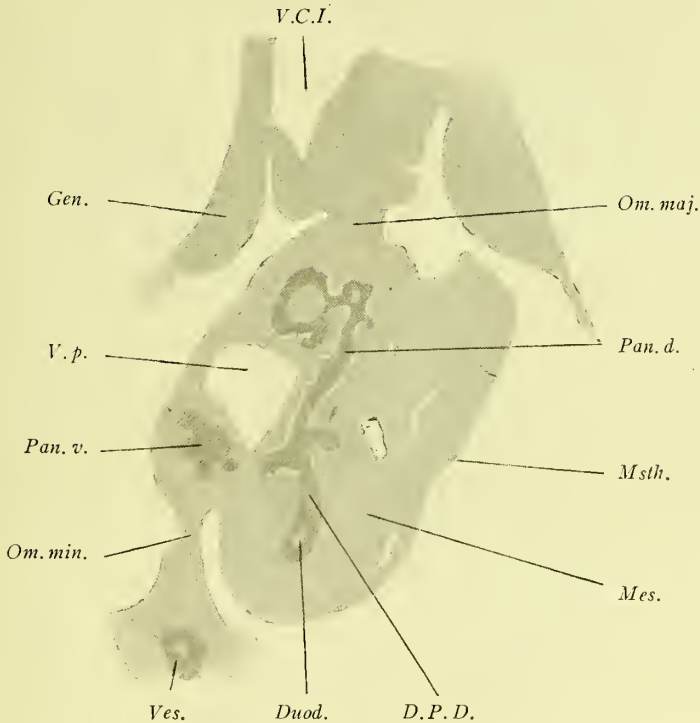 V.C.I.
Gen.
Om. maj.
V. p.
Pan. d.
Pan. v.
Msth.
Om. min.
Mes.
Ves.
Duod.
D. P. D.